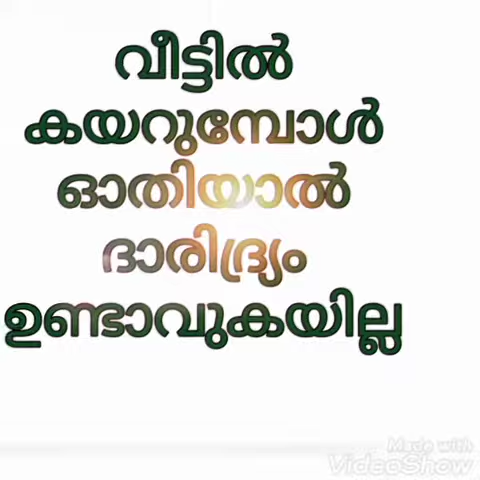 വീട്ടിൽ
കയറുമ്പോൾ
ഓതിയാൽ
ദാരിദ്ര്യം
ഉണ്ടാവുകയില്ല
Made with
VideoShow